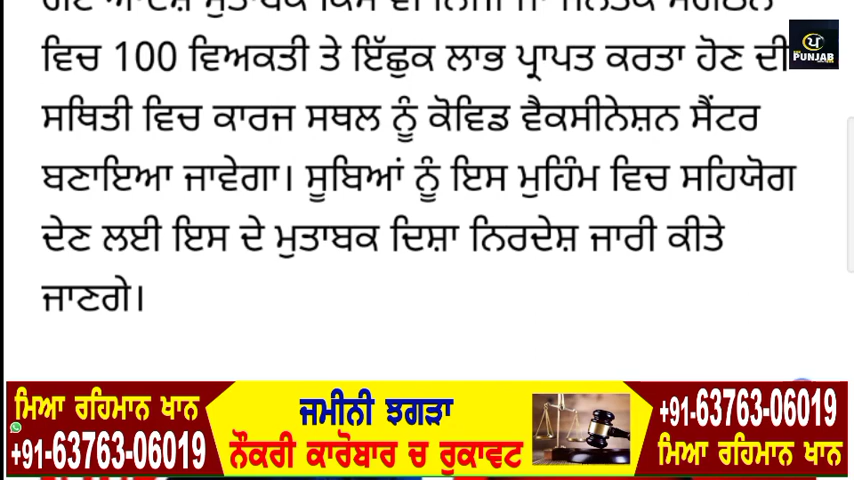 ਵਿਚ 100 ਵਿਅਕਤੀ ਤੇ ਇੱਛੁਕ ਲਾਭ ਪ੍ਰਾਪਤ ਕਰਤਾ ਹੋਣ ਦੀ
ਪ
PUNJAB
ਸਥਿਤੀ ਵਿਚ ਕਾਰਜ ਸਥਲ ਨੂੰ ਕੋਵਿਡ ਵੈਕਸੀਨੇਸ਼ਨ ਸੈਂਟਰ
ਬਣਾਇਆ ਜਾਵੇਗਾ। ਸੂਬਿਆਂ ਨੂੰ ਇਸ ਮੁਹਿੰਮ ਵਿਚ ਸਹਿਯੋਗ
ਦੇਣ ਲਈ ਇਸ ਦੇ ਮੁਤਾਬਕ ਦਿਸ਼ਾ ਨਿਰਦੇਸ਼ ਜਾਰੀ ਕੀਤੇ
ਜਾਣਗੇ।
ਮਿਆ ਰਹਿਮਾਨ ਖਾਨ
+91-63763-06019
ਜਮੀਨੀ ਝਗੜਾ
ਨੌਕਰੀ ਕਾਰੋਬਾਰ ਚ ਰੁਕਾਵਟ
+91-63763-06019
ਮਿਆ ਰਹਿਮਾਨ ਖਾਨ